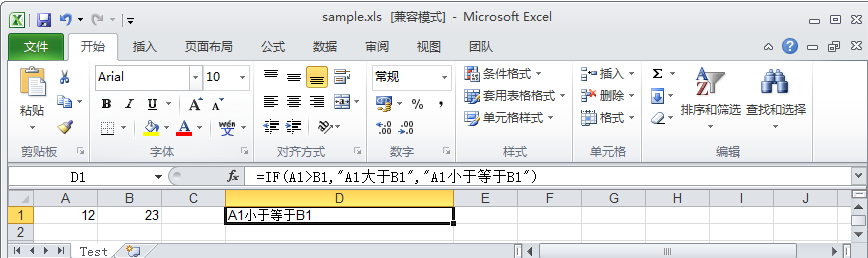 sample.xls [兼容模式] - Microsoft Excel
文件 开始 插入 页面布局 公式 数据 审阅 视图 团队
粘贴 Arial 10 常规 条件格式 插入 Σ
B I U A A % , 套用表格格式 删除 排序和筛选 查找和选择
A wén 文 .00 .00 单元格样式 格式
剪贴板 字体 对齐方式 数字 样式 单元格 编辑
D1 fx =IF(A1>B1,"A1大于B1","A1小于等于B1")
A B C D E F G H I J
1 12 23 A1小于等于B1
2
Test